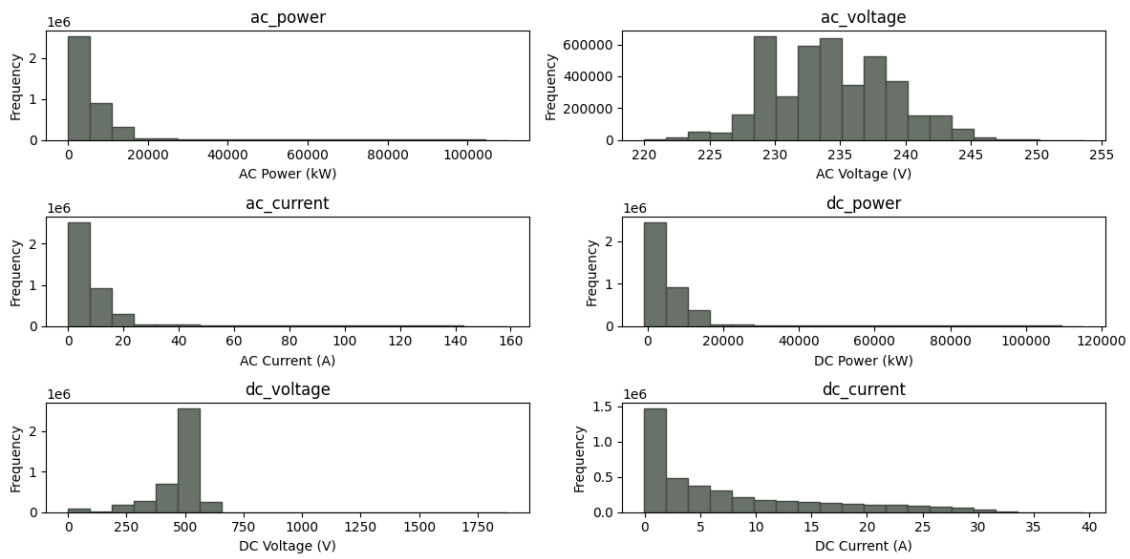 ac_power
1e6
Frequency
2
1
0
0 20000 40000 60000 80000 100000
AC Power (kW)
ac_voltage
Frequency
600000
400000
200000
0
220 225 230 235 240 245 250 255
AC Voltage (V)
ac_current
1e6
Frequency
2
1
0
0 20 40 60 80 100 120 140 160
AC Current (A)
dc_power
1e6
Frequency
2
1
0
0 20000 40000 60000 80000 100000 120000
DC Power (kW)
dc_voltage
1e6
Frequency
2
1
0
0 250 500 750 1000 1250 1500 1750
DC Voltage (V)
dc_current
1e6
Frequency
1.5
1.0
0.5
0.0
0 5 10 15 20 25 30 35 40
DC Current (A)